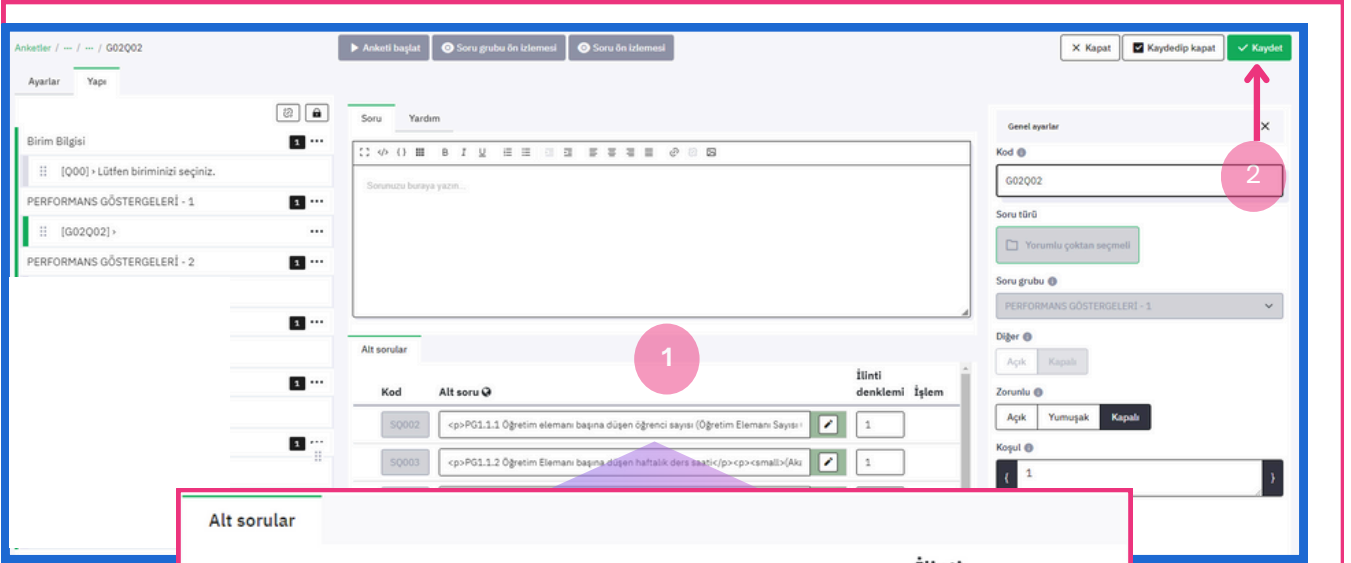 Anketler / ··· / ··· / G02Q02
Anketi başlat
Soru grubu ön izlemesi
Soru ön izlemesi
Kapat
Kaydedip kapat
Kaydet
Ayarlar Yapı
Birim Bilgisi 1
[Q00] › Lütfen biriminizi seçiniz.
PERFORMANS GÖSTERGELERİ - 1 1
[G02Q02] ›
PERFORMANS GÖSTERGELERİ - 2 1
1
1
1
Soru Yardım
B I U
Sorunuzu buraya yazın...
Alt sorular
1
Kod Alt soru İlinti denklemi İşlem
SQ002 <p>PG1.1.1 Öğretim elemanı başına düşen öğrenci sayısı (Öğretim Elemanı Sayısı 1
SQ003 <p>PG1.1.2 Öğretim Elemanı başına düşen haftalık ders saati</p><p><small>(Aka 1
Genel ayarlar
Kod
G02Q02
2
Soru türü
Yorumlu çoktan seçmeli
Soru grubu
PERFORMANS GÖSTERGELERİ - 1
Diğer
Açık Kapalı
Zorunlu
Açık Yumuşak Kapalı
Koşul
{ 1 }
Alt sorular